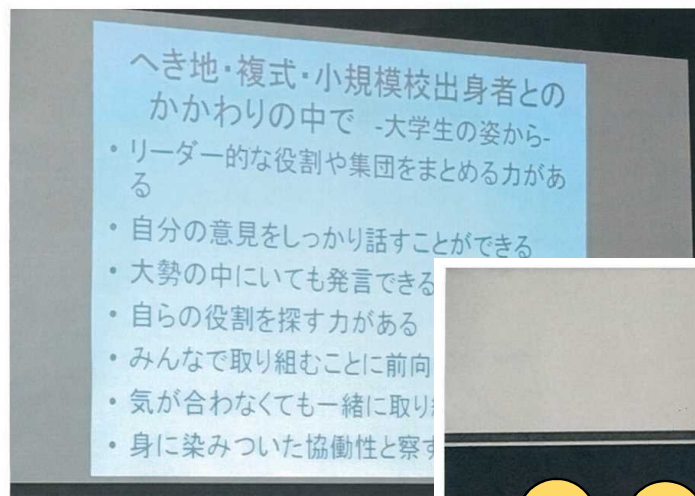 へき地・複式・小規模校出身者との
かかわりの中で -大学生の姿から-
・リーダー的な役割や集団をまとめる力があ
る
・自分の意見をしっかり話すことができる
・大勢の中にいても発言できる
・自らの役割を探す力がある
・みんなで取り組むことに前向
・気が合わなくても一緒に取り
・身に染みついた協働性と察す